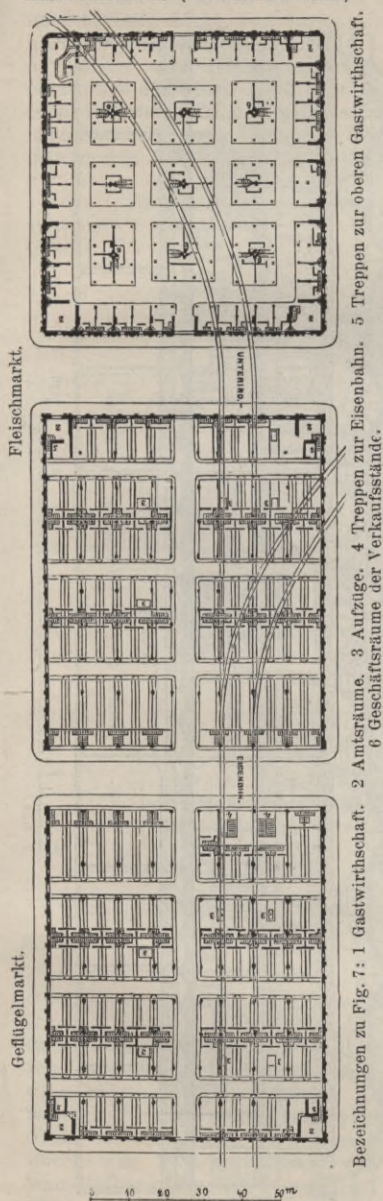 Fleischmarkt.
Geflügelmarkt.
UNTERIRD.
EISENBAHN.
0 10 20 30 40 50 m
Bezeichnungen zu Fig. 7: 1 Gastwirthschaft. 2 Amtsräume. 3 Aufzüge. 4 Treppen zur Eisenbahn. 5 Treppen zur oberen Gastwirthschaft.
6 Geschäftsräume der Verkaufsstände.